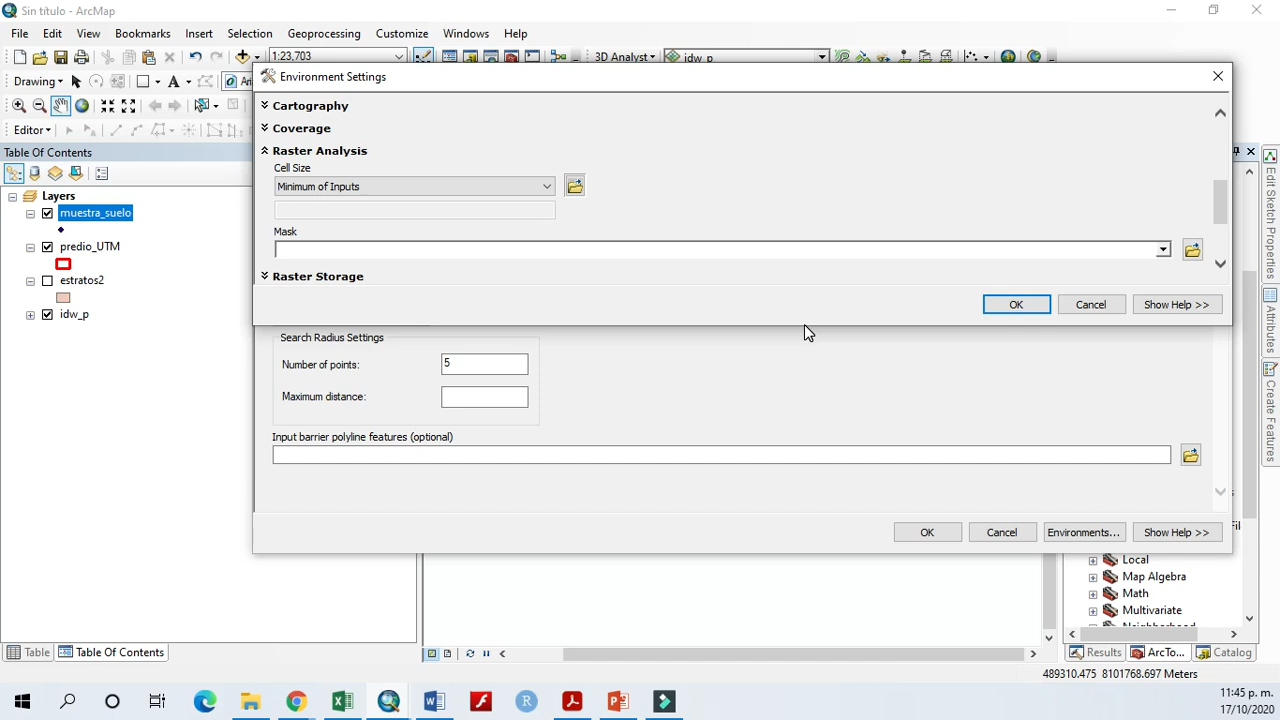 Sin título - ArcMap
File Edit View Bookmarks Insert Selection Geoprocessing Customize Windows Help
1:23,703 3D Analyst idw_p
Environment Settings
Drawing A
Cartography
Coverage
Editor
Raster Analysis
Table Of Contents
Cell Size
Minimum of Inputs
Layers
muestra_suelo
Mask
predio_UTM
Raster Storage
estratos2
OK Cancel Show Help >>
idw_p
Search Radius Settings
Number of points: 5
Maximum distance:
Input barrier polyline features (optional)
OK Cancel Environments... Show Help >>
Local
Map Algebra
Math
Multivariate
Table Table Of Contents
Results ArcTo... Catalog
489310.475 8101768.697 Meters
Edit Sketch Properties
Attributes
Create Features
11:45 p. m.
17/10/2020